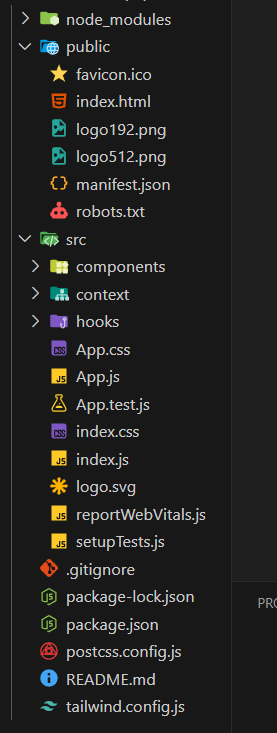 node_modules
public
favicon.ico
index.html
logo192.png
logo512.png
manifest.json
robots.txt
src
components
context
hooks
App.css
App.js
App.test.js
index.css
index.js
logo.svg
reportWebVitals.js
setupTests.js
.gitignore
package-lock.json
package.json
PRO
postcss.config.js
README.md
tailwind.config.js